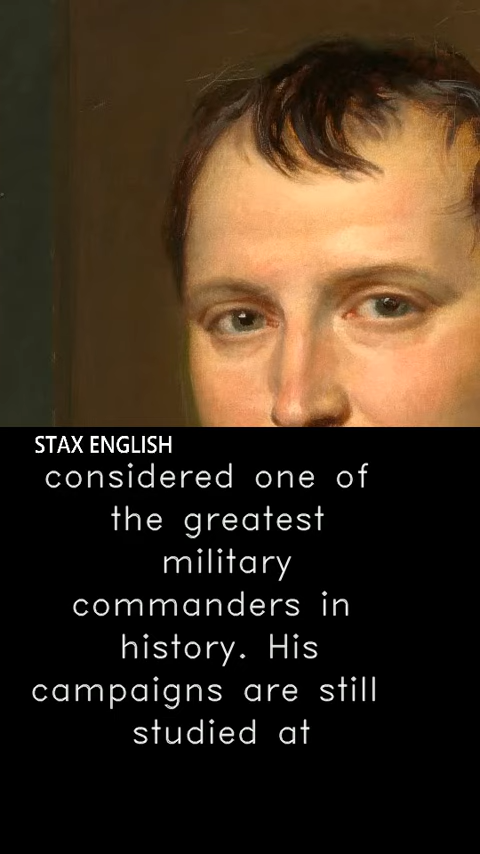 STAX ENGLISH
considered one of
the greatest
military
commanders in
history. His
campaigns are still
studied at